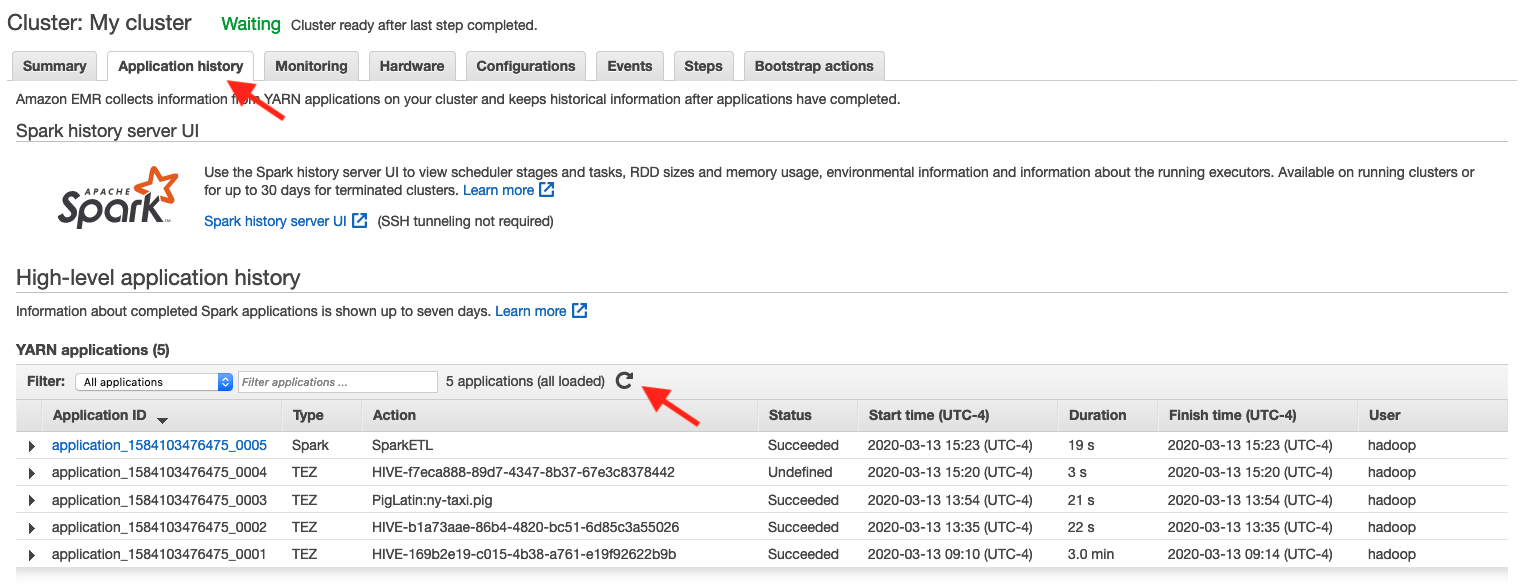 Cluster: My cluster Waiting Cluster ready after last step completed.
Summary Application history Monitoring Hardware Configurations Events Steps Bootstrap actions
Amazon EMR collects information from YARN applications on your cluster and keeps historical information after applications have completed.
Spark history server UI
APACHE
Spark™
Use the Spark history server UI to view scheduler stages and tasks, RDD sizes and memory usage, environmental information and information about the running executors. Available on running clusters or
for up to 30 days for terminated clusters. Learn more
Spark history server UI (SSH tunneling not required)
High-level application history
Information about completed Spark applications is shown up to seven days. Learn more
YARN applications (5)
Filter: All applications Filter applications ... 5 applications (all loaded)
Application ID Type Action Status Start time (UTC-4) Duration Finish time (UTC-4) User
application_1584103476475_0005 Spark SparkETL Succeeded 2020-03-13 15:23 (UTC-4) 19 s 2020-03-13 15:23 (UTC-4) hadoop
application_1584103476475_0004 TEZ HIVE-f7eca888-89d7-4347-8b37-67e3c8378442 Undefined 2020-03-13 15:20 (UTC-4) 3 s 2020-03-13 15:20 (UTC-4) hadoop
application_1584103476475_0003 TEZ PigLatin:ny-taxi.pig Succeeded 2020-03-13 13:54 (UTC-4) 21 s 2020-03-13 13:54 (UTC-4) hadoop
application_1584103476475_0002 TEZ HIVE-b1a73aae-86b4-4820-bc51-6d85c3a55026 Succeeded 2020-03-13 13:35 (UTC-4) 22 s 2020-03-13 13:35 (UTC-4) hadoop
application_1584103476475_0001 TEZ HIVE-169b2e19-c015-4b38-a761-e19f92622b9b Succeeded 2020-03-13 09:10 (UTC-4) 3.0 min 2020-03-13 09:14 (UTC-4) hadoop